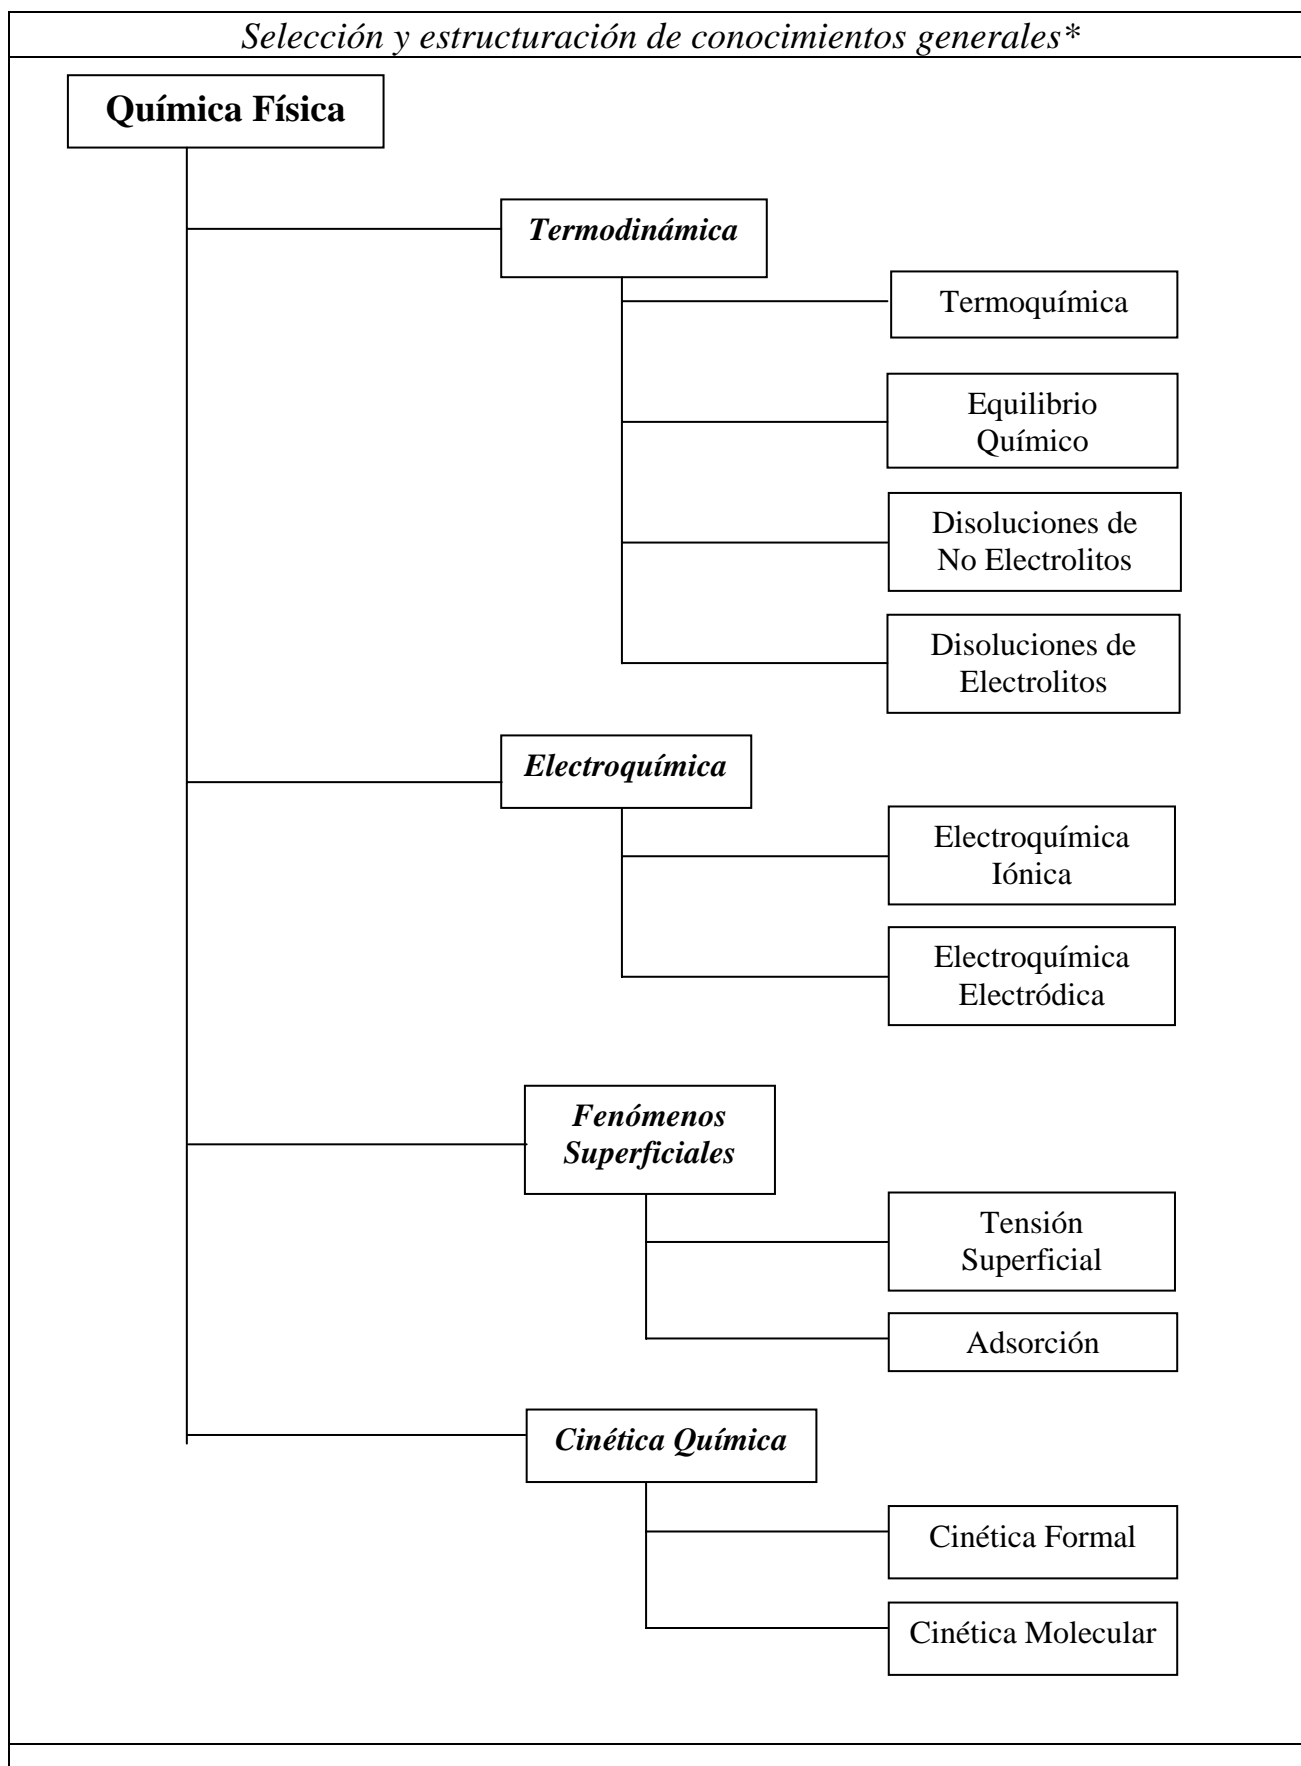 Selección y estructuración de conocimientos generales*
Química Física
Termodinámica
Termoquímica
Equilibrio
Químico
Disoluciones de
No Electrolitos
Disoluciones de
Electrolitos
Electroquímica
Electroquímica
Iónica
Electroquímica
Electródica
Fenómenos
Superficiales
Tensión
Superficial
Adsorción
Cinética Química
Cinética Formal
Cinética Molecular